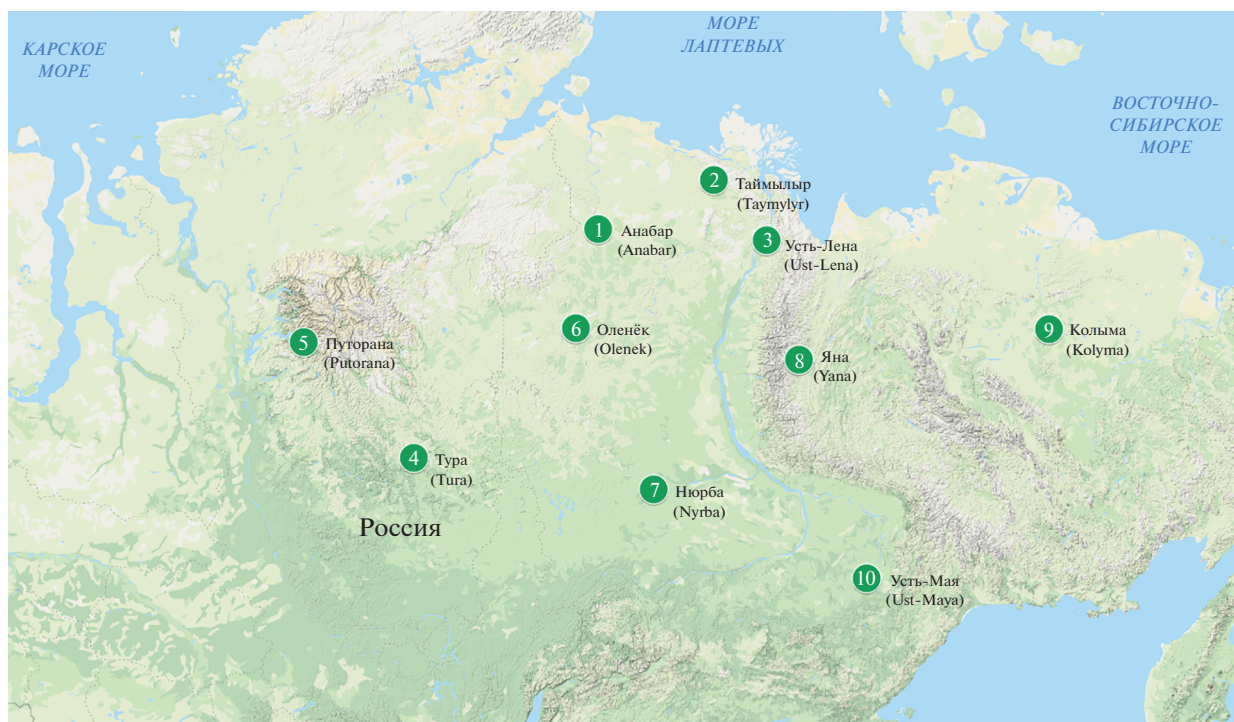 КАРСКОЕ
МОРЕ
МОРЕ
ЛАПТЕВЫХ
ВОСТОЧНО-
СИБИРСКОЕ
МОРЕ
2 Таймылыр
(Taymylyr)
1 Анабар
(Anabar)
3 Усть-Лена
(Ust-Lena)
6 Оленёк
(Olenek)
9 Колыма
(Kolyma)
5 Путорана
(Putorana)
8 Яна
(Yana)
4 Тура
(Tura)
7 Нюрба
(Nyrba)
Россия
10 Усть-Мая
(Ust-Maya)